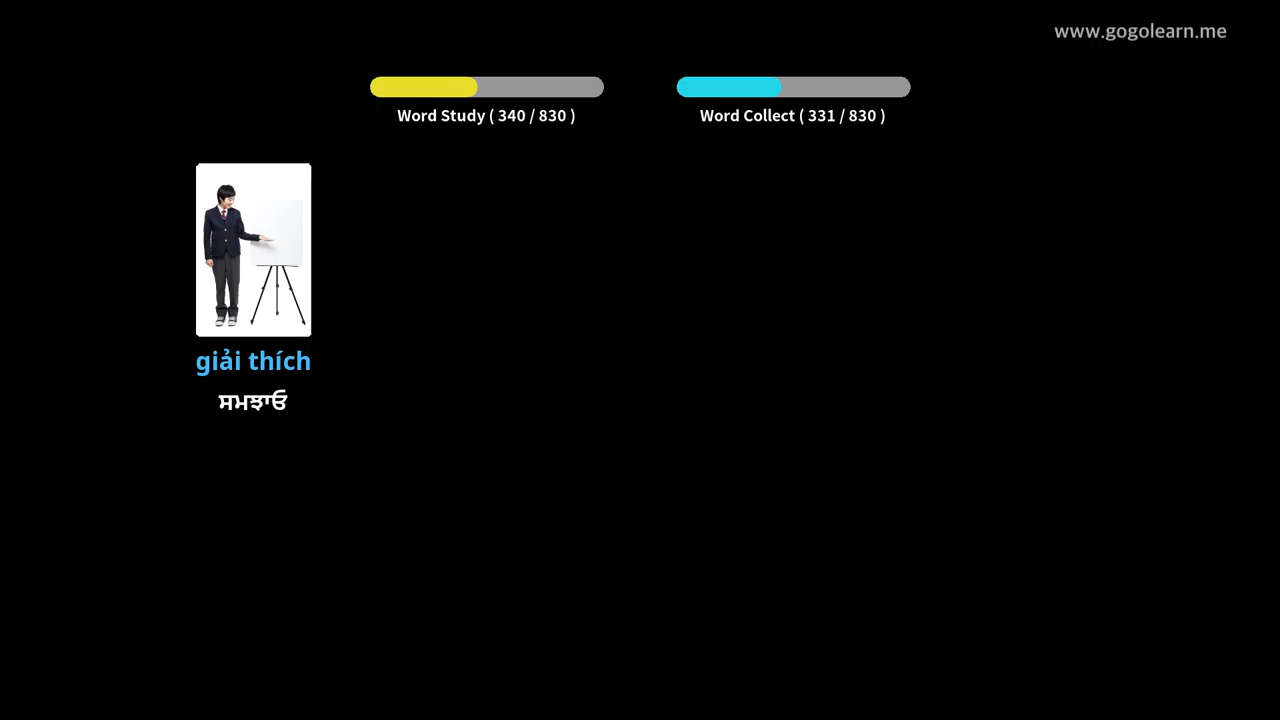 www.gogolearn.me
Word Study ( 340 / 830 )
Word Collect ( 331 / 830 )
giải thích
ਸਮਝਾਓ